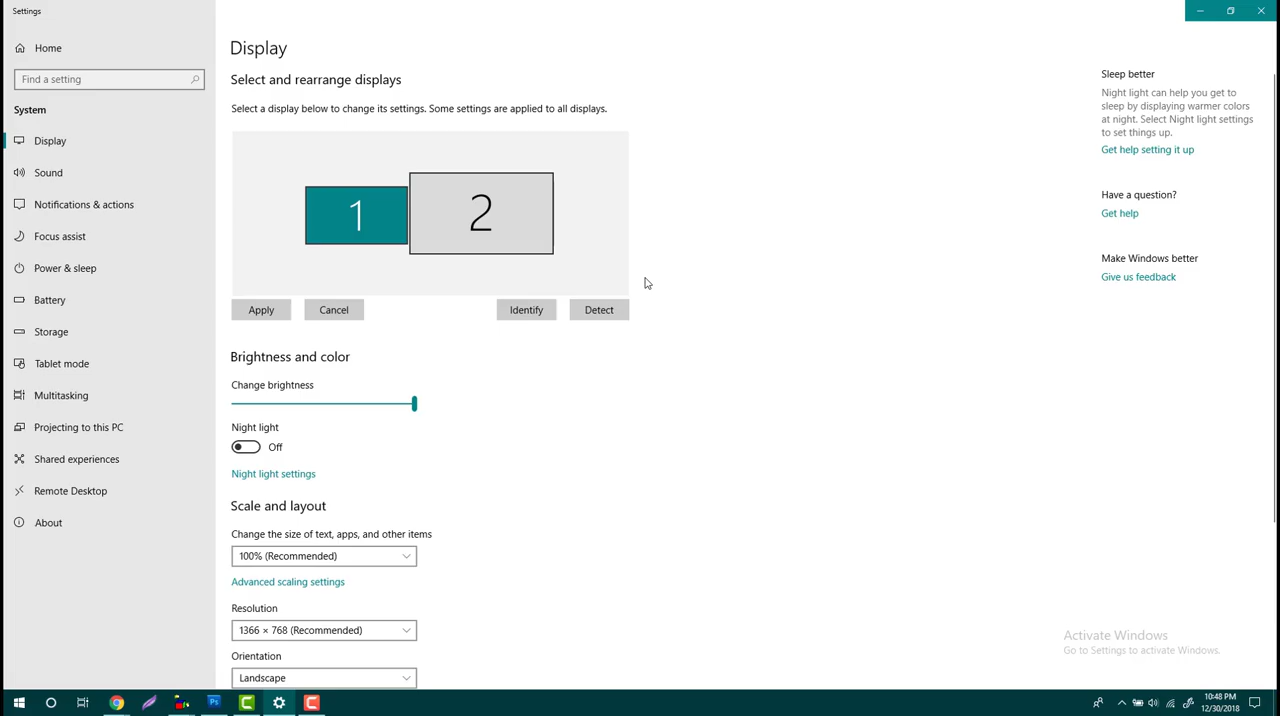 Settings
Home
Find a setting
System
Display
Sound
Notifications & actions
Focus assist
Power & sleep
Battery
Storage
Tablet mode
Multitasking
Projecting to this PC
Shared experiences
Remote Desktop
About
Display
Select and rearrange displays
Select a display below to change its settings. Some settings are applied to all displays.
1
2
Apply
Cancel
Identify
Detect
Brightness and color
Change brightness
Night light
Off
Night light settings
Scale and layout
Change the size of text, apps, and other items
100% (Recommended)
Advanced scaling settings
Resolution
1366 × 768 (Recommended)
Orientation
Landscape
Sleep better
Night light can help you get to
sleep by displaying warmer colors
at night. Select Night light settings
to set things up.
Get help setting it up
Have a question?
Get help
Make Windows better
Give us feedback
Activate Windows
Go to Settings to activate Windows.
Ps
10:48 PM
12/30/2018